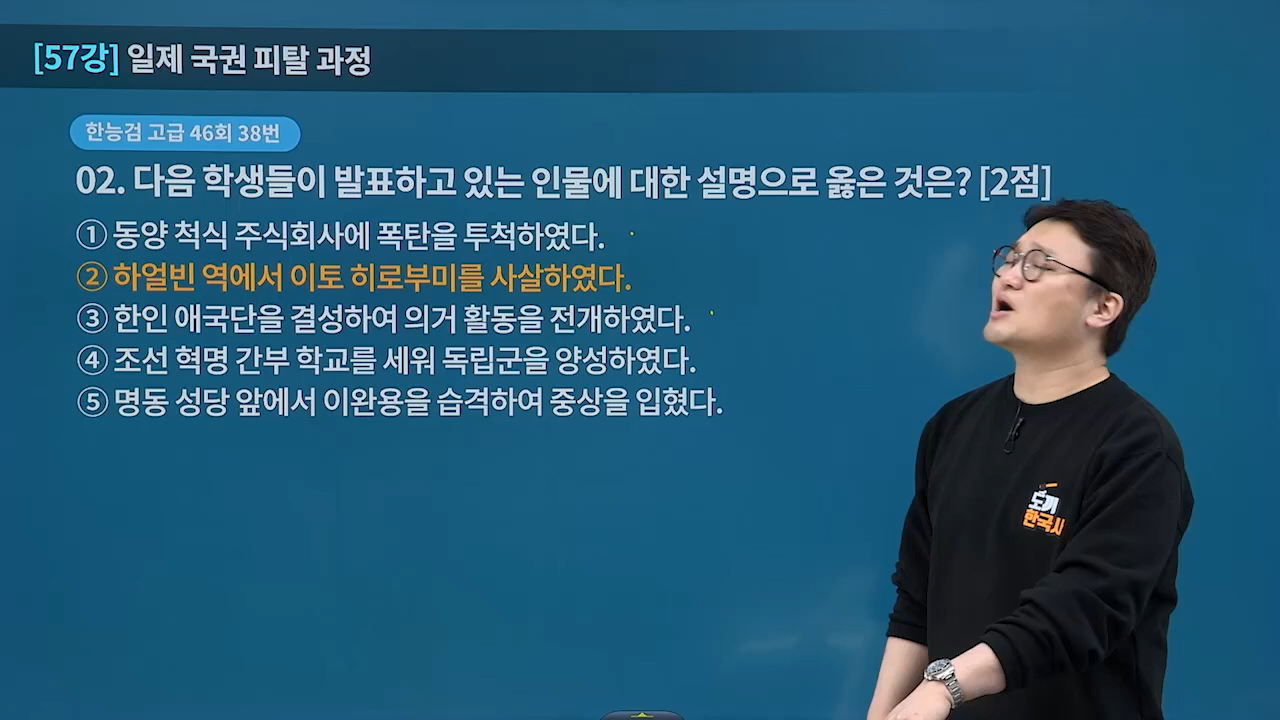 [57강] 일제 국권 피탈 과정
한능검 고급 46회 38번
02. 다음 학생들이 발표하고 있는 인물에 대한 설명으로 옳은 것은? [2점]
① 동양 척식 주식회사에 폭탄을 투척하였다.
② 하얼빈 역에서 이토 히로부미를 사살하였다.
③ 한인 애국단을 결성하여 의거 활동을 전개하였다.
④ 조선 혁명 간부 학교를 세워 독립군을 양성하였다.
⑤ 명동 성당 앞에서 이완용을 습격하여 중상을 입혔다.
도끼
한국사